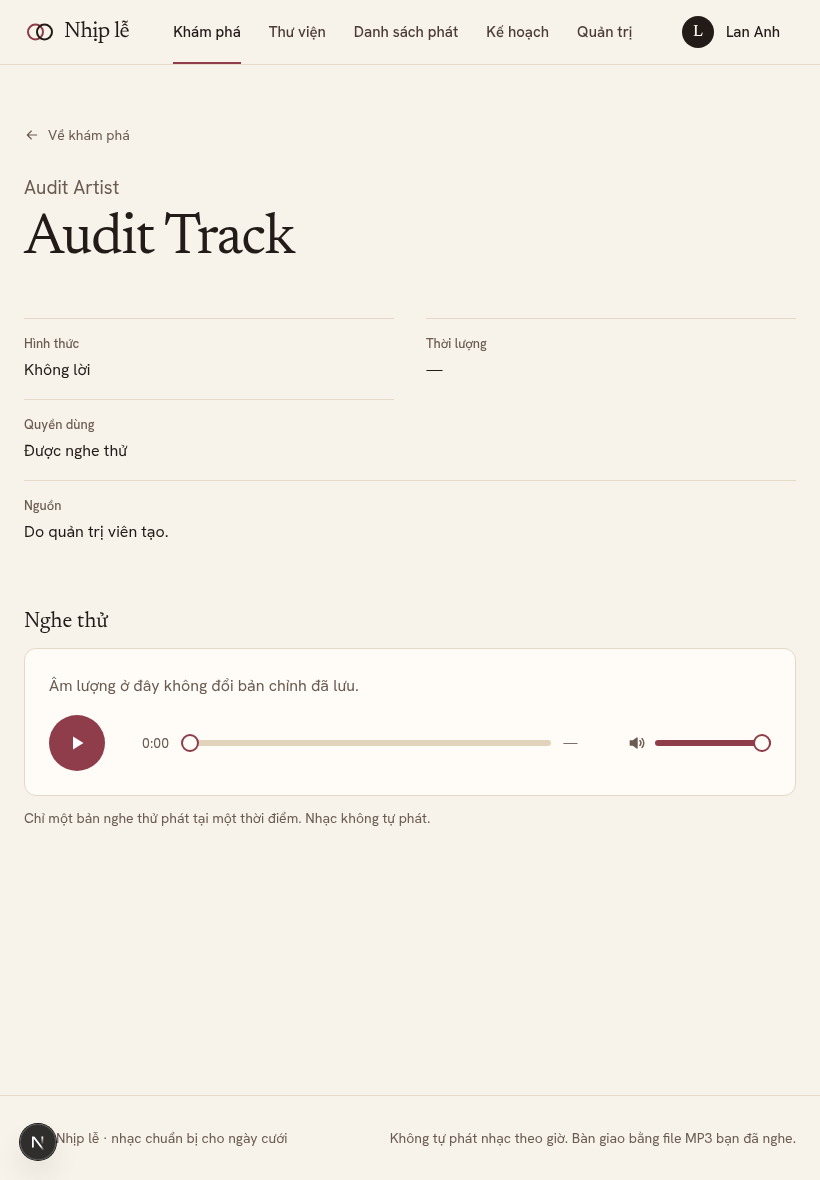 Nhịp lễ
Khám phá
Thư viện
Danh sách phát
Kế hoạch
Quản trị
L
Lan Anh
Về khám phá
Audit Artist
Audit Track
Hình thức
Không lời
Thời lượng
—
Quyền dùng
Được nghe thử
Nguồn
Do quản trị viên tạo.
Nghe thử
Âm lượng ở đây không đổi bản chỉnh đã lưu.
0:00
—
Chỉ một bản nghe thử phát tại một thời điểm. Nhạc không tự phát.
N
Nhịp lễ · nhạc chuẩn bị cho ngày cưới
Không tự phát nhạc theo giờ. Bàn giao bằng file MP3 bạn đã nghe.